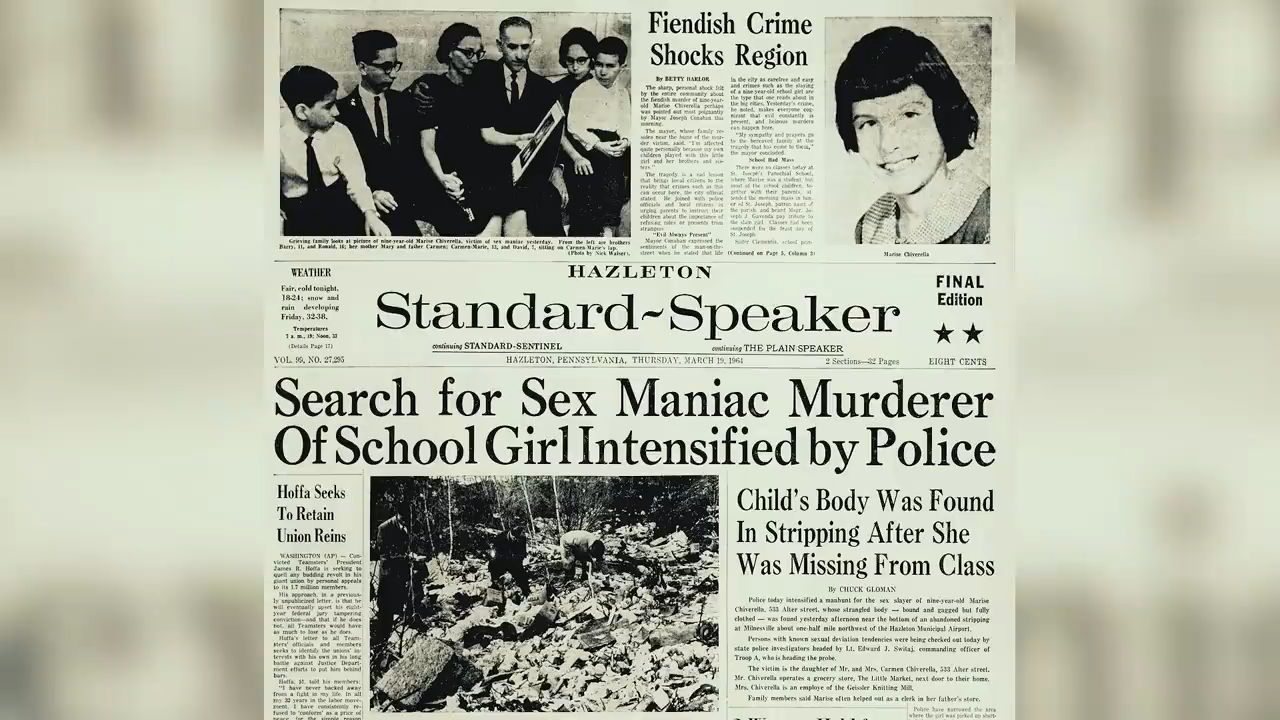 Fiendish Crime
Shocks Region
By BETTY BARLOR
The sharp, personal shock felt
by the entire community about
the fiendish murder of nine-year-
old Marise Chiverella perhaps
was pointed out most poignantly
by Mayor Joseph Conahan this
morning.
The mayor, whose family re-
sides near the home of the mur-
der victim, said, "I'm affected
quite personally because my own
children played with this little
girl and her brothers and sis-
ters."
The tragedy is a sad lesson
that brings local citizens to the
reality that crimes such as this
can occur here, the city official
stated. He joined with police
officials and local citizens in
urging parents to instruct their
children about the importance of
refusing rides or presents from
strangers
"Evil Always Present"
Mayor Conahan expressed the
sentiments of the man-on-the-
street when he stated that life
in the city as carefree and easy
and crimes such as the slaying
of a nine-year-old school girl are
the type that one reads about in
the big cities. Yesterday's crime,
he noted, makes everyone cog-
nizant that evil constantly is
present, and heinous murders
can happen here.
"My sympathy and prayers go
to the bereaved family at the
tragedy that has come to them,"
the mayor concluded.
School Had Mass
There were no classes today at
St. Joseph's Parochial School,
where Marise was a student, but
most of the school children, to-
gether with their parents, at-
tended the morning mass in hon-
or of St. Joseph, patron saint of
the parish, and heard Msgr. Jo-
seph J. Gavenda pay tribute to
the slain girl. Classes had been
suspended for the feast day of
St. Joseph
Sister Clementia, school prin-
(Continued on Page 5, Column 3)
Grieving family look at picture of nine-year-old Marise Chiverella, victim of sex maniac yesterday. From the left are brothers
Barry, 11, and Ronald, 16; her mother Mary and father Carmen; Carmen-Marie, 13, and David, 7, sitting on Carmen-Marie's lap.
(Photo by Nick Walser)
Marise Chiverella
WEATHER
Fair, cold tonight,
18-24; snow and
rain developing
Friday, 32-38.
Temperatures
7 a. m., 19; Noon, 33
(Details Page 17)
HAZLETON
Standard~Speaker
continuing STANDARD-SENTINEL
continuing THE PLAIN SPEAKER
FINAL
Edition
VOL. 99, NO. 27,295
HAZLETON, PENNSYLVANIA, THURSDAY, MARCH 19, 1964
2 Sections—32 Pages
EIGHT CENTS
Search for Sex Maniac Murderer
Of School Girl Intensified by Police
Hoffa Seeks
To Retain
Union Reins
WASHINGTON (AP) — Con-
victed Teamsters' President
James R. Hoffa is seeking to
quell any budding revolt in his
giant union by personal appeals
to its 1.7 million members.
His approach, in a previous-
ly unpublicized letter, is that he
will eventually upset his eight-
year federal jury tampering
conviction—and that if he does
not, all Teamsters would have
as much to lose as he does.
Hoffa's letter to all Team-
sters' officials and members
seeks to identify the unions' in-
terests with his own in his long
battle against Justice Depart-
ment efforts to put him behind
bars.
Hoffa, 51, told his members:
"I have never backed away
from a fight in my life. In all
my 32 years in the labor move-
ment, I have consistently re-
fused to 'conform' as a price of
peace, for the simple reason
Child's Body Was Found
In Stripping After She
Was Missing From Class
By CHUCK GLOMAN
Police today intensified a manhunt for the sex slayer of nine-year-old Marise
Chiverella, 533 Alter street, whose strangled body — bound and gagged but fully
clothed — was found yesterday afternoon near the bottom of an abandoned stripping
at Milnesville about one-half mile northwest of the Hazleton Municipal Airport.
Persons with known sexual deviation tendencies were being checked out today by
state police investigators headed by Lt. Edward J. Switaj, commanding officer of
Troop A, who is heading the probe.
The victim is the daughter of Mr. and Mrs. Carmen Chiverella, 533 Alter street.
Mr. Chiverella operates a grocery store, The Little Market, next door to their home.
Mrs. Chiverella is an employe of the Geissler Knitting Mill.
Family members said Marise often helped out as a clerk in her father's store.
Police have narrowed the area
where the girl was picked up